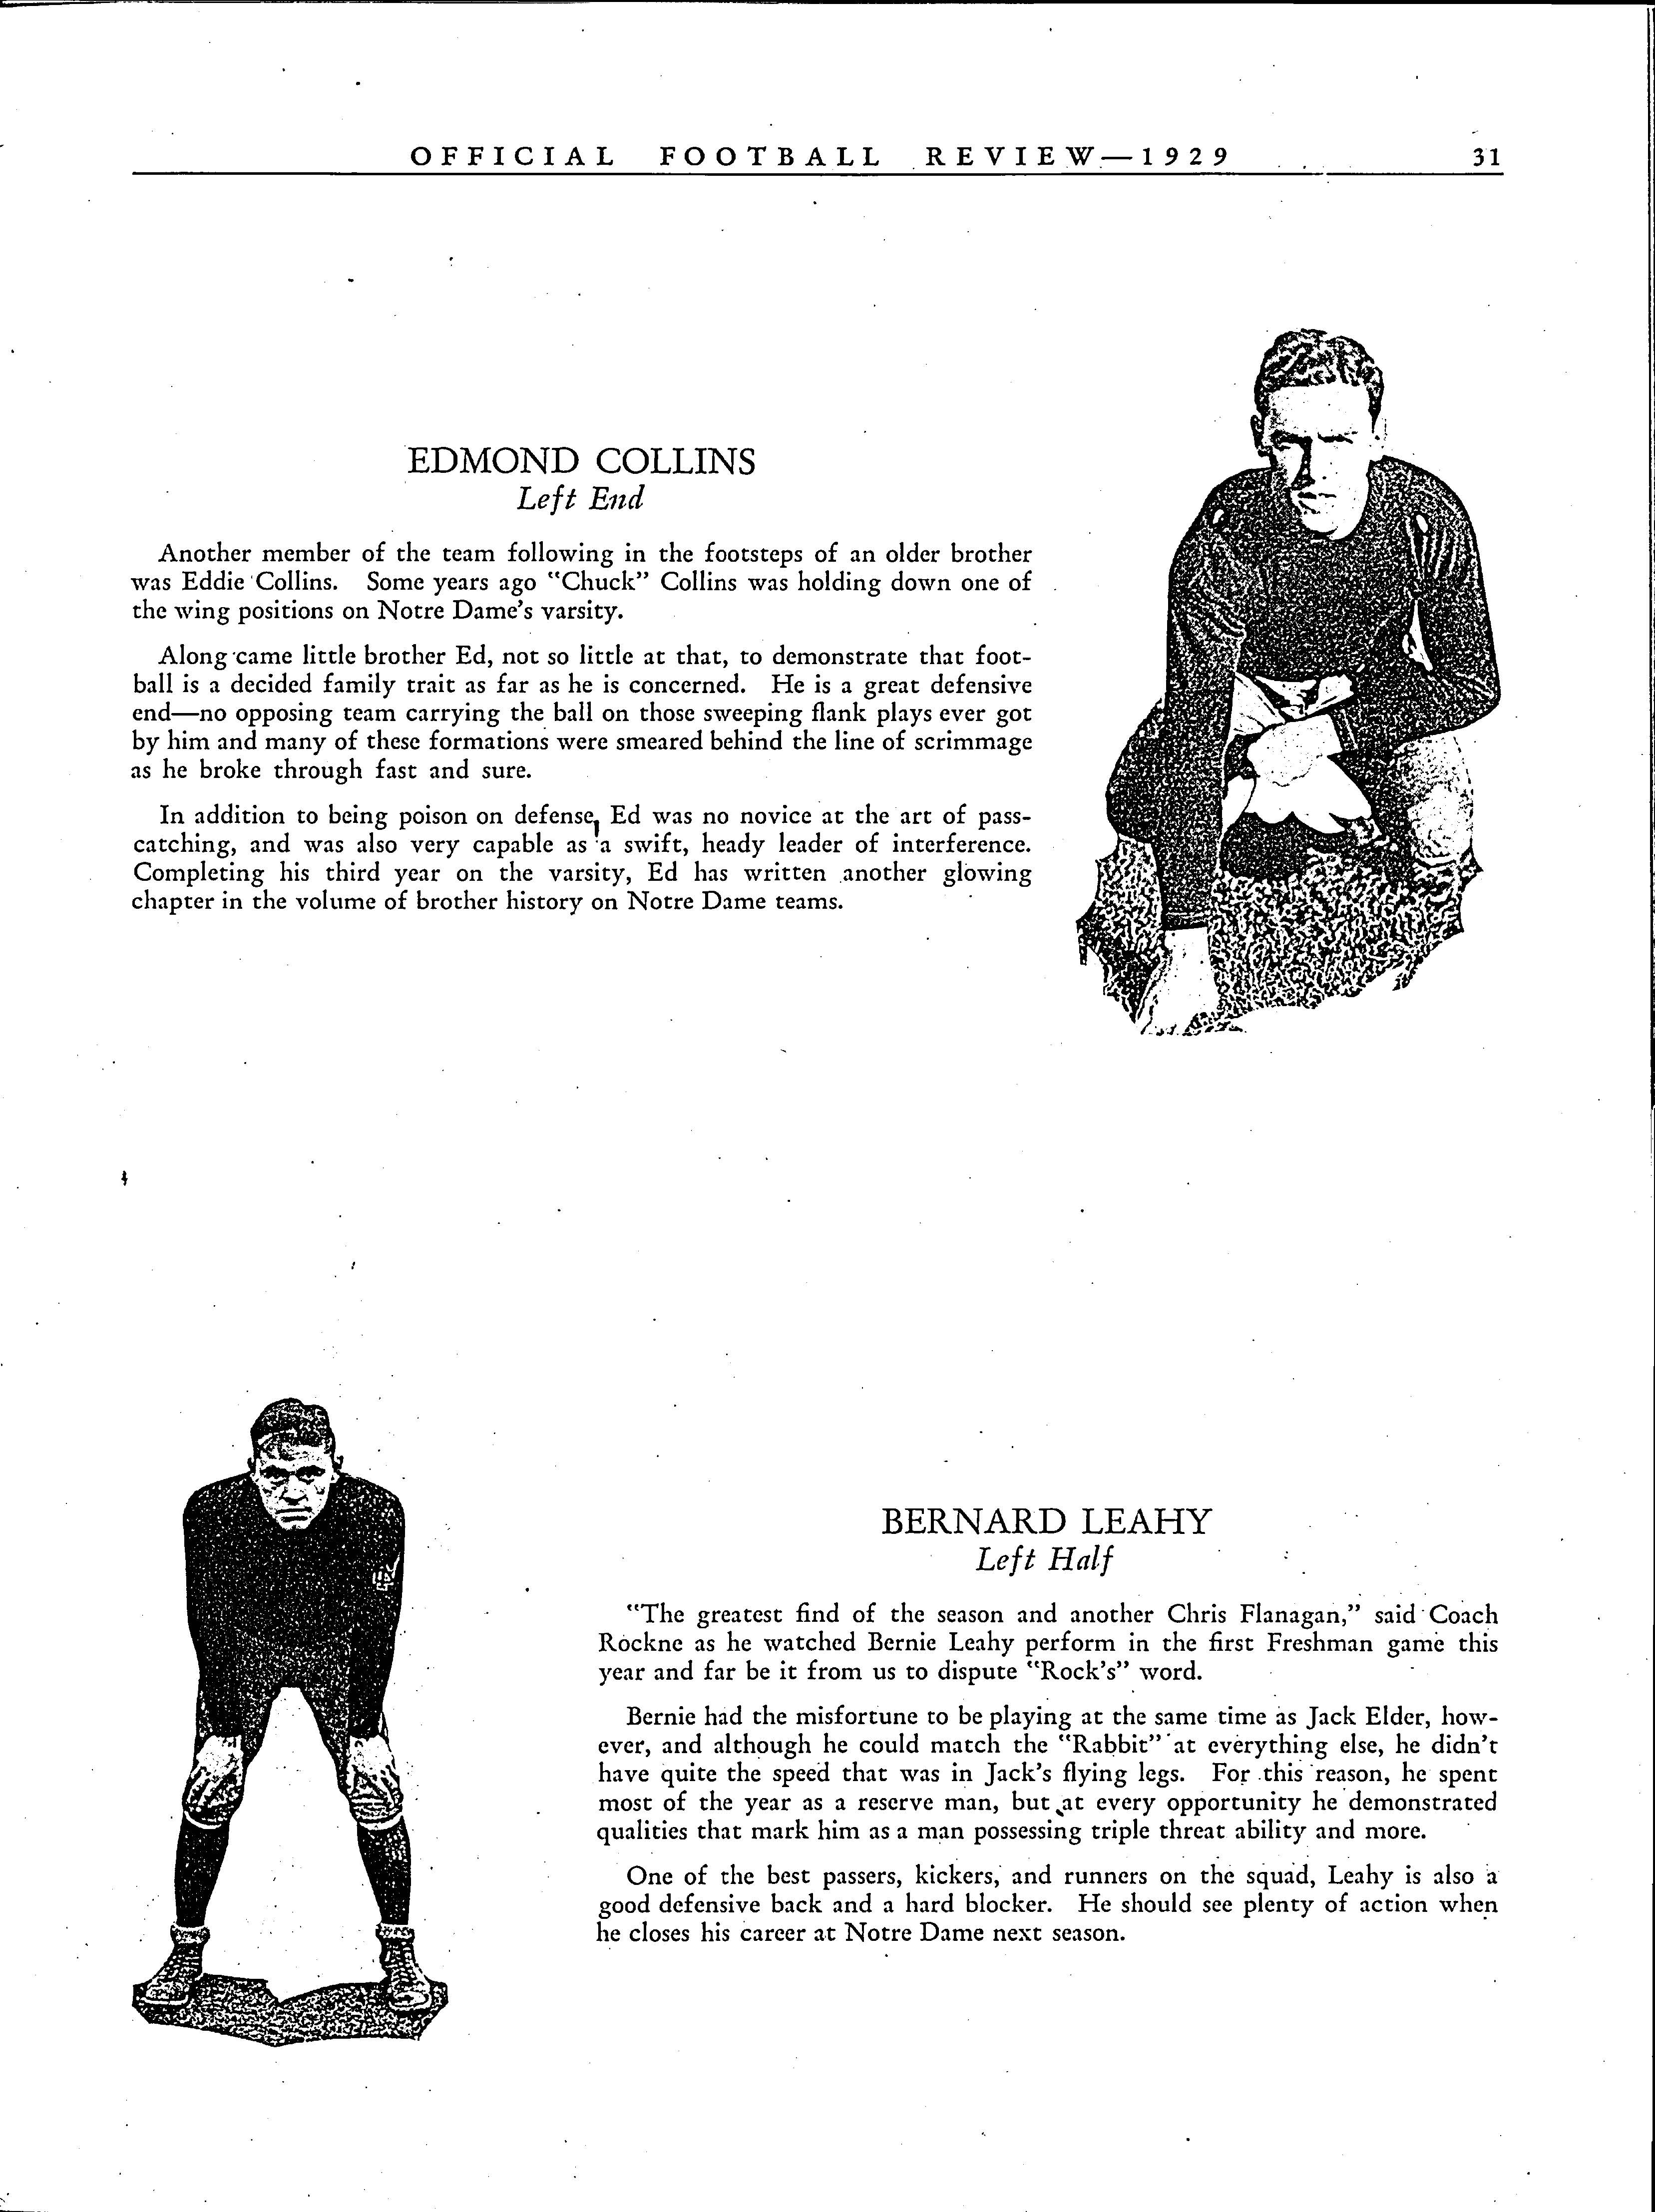 OFFICIAL FOOTBALL REVIEW—1929 31
EDMOND COLLINS
Left End
Another member of the team following in the footsteps of an older brother
was Eddie Collins. Some years ago "Chuck" Collins was holding down one of
the wing positions on Notre Dame's varsity.
Along came little brother Ed, not so little at that, to demonstrate that foot-
ball is a decided family trait as far as he is concerned. He is a great defensive
end—no opposing team carrying the ball on those sweeping flank plays ever got
by him and many of these formations were smeared behind the line of scrimmage
as he broke through fast and sure.
In addition to being poison on defense, Ed was no novice at the art of pass-
catching, and was also very capable as a swift, heady leader of interference.
Completing his third year on the varsity, Ed has written another glowing
chapter in the volume of brother history on Notre Dame teams.
BERNARD LEAHY
Left Half
"The greatest find of the season and another Chris Flanagan," said Coach
Rockne as he watched Bernie Leahy perform in the first Freshman game this
year and far be it from us to dispute "Rock's" word.
Bernie had the misfortune to be playing at the same time as Jack Elder, how-
ever, and although he could match the "Rabbit" at everything else, he didn't
have quite the speed that was in Jack's flying legs. For this reason, he spent
most of the year as a reserve man, but at every opportunity he demonstrated
qualities that mark him as a man possessing triple threat ability and more.
One of the best passers, kickers, and runners on the squad, Leahy is also a
good defensive back and a hard blocker. He should see plenty of action when
he closes his career at Notre Dame next season.